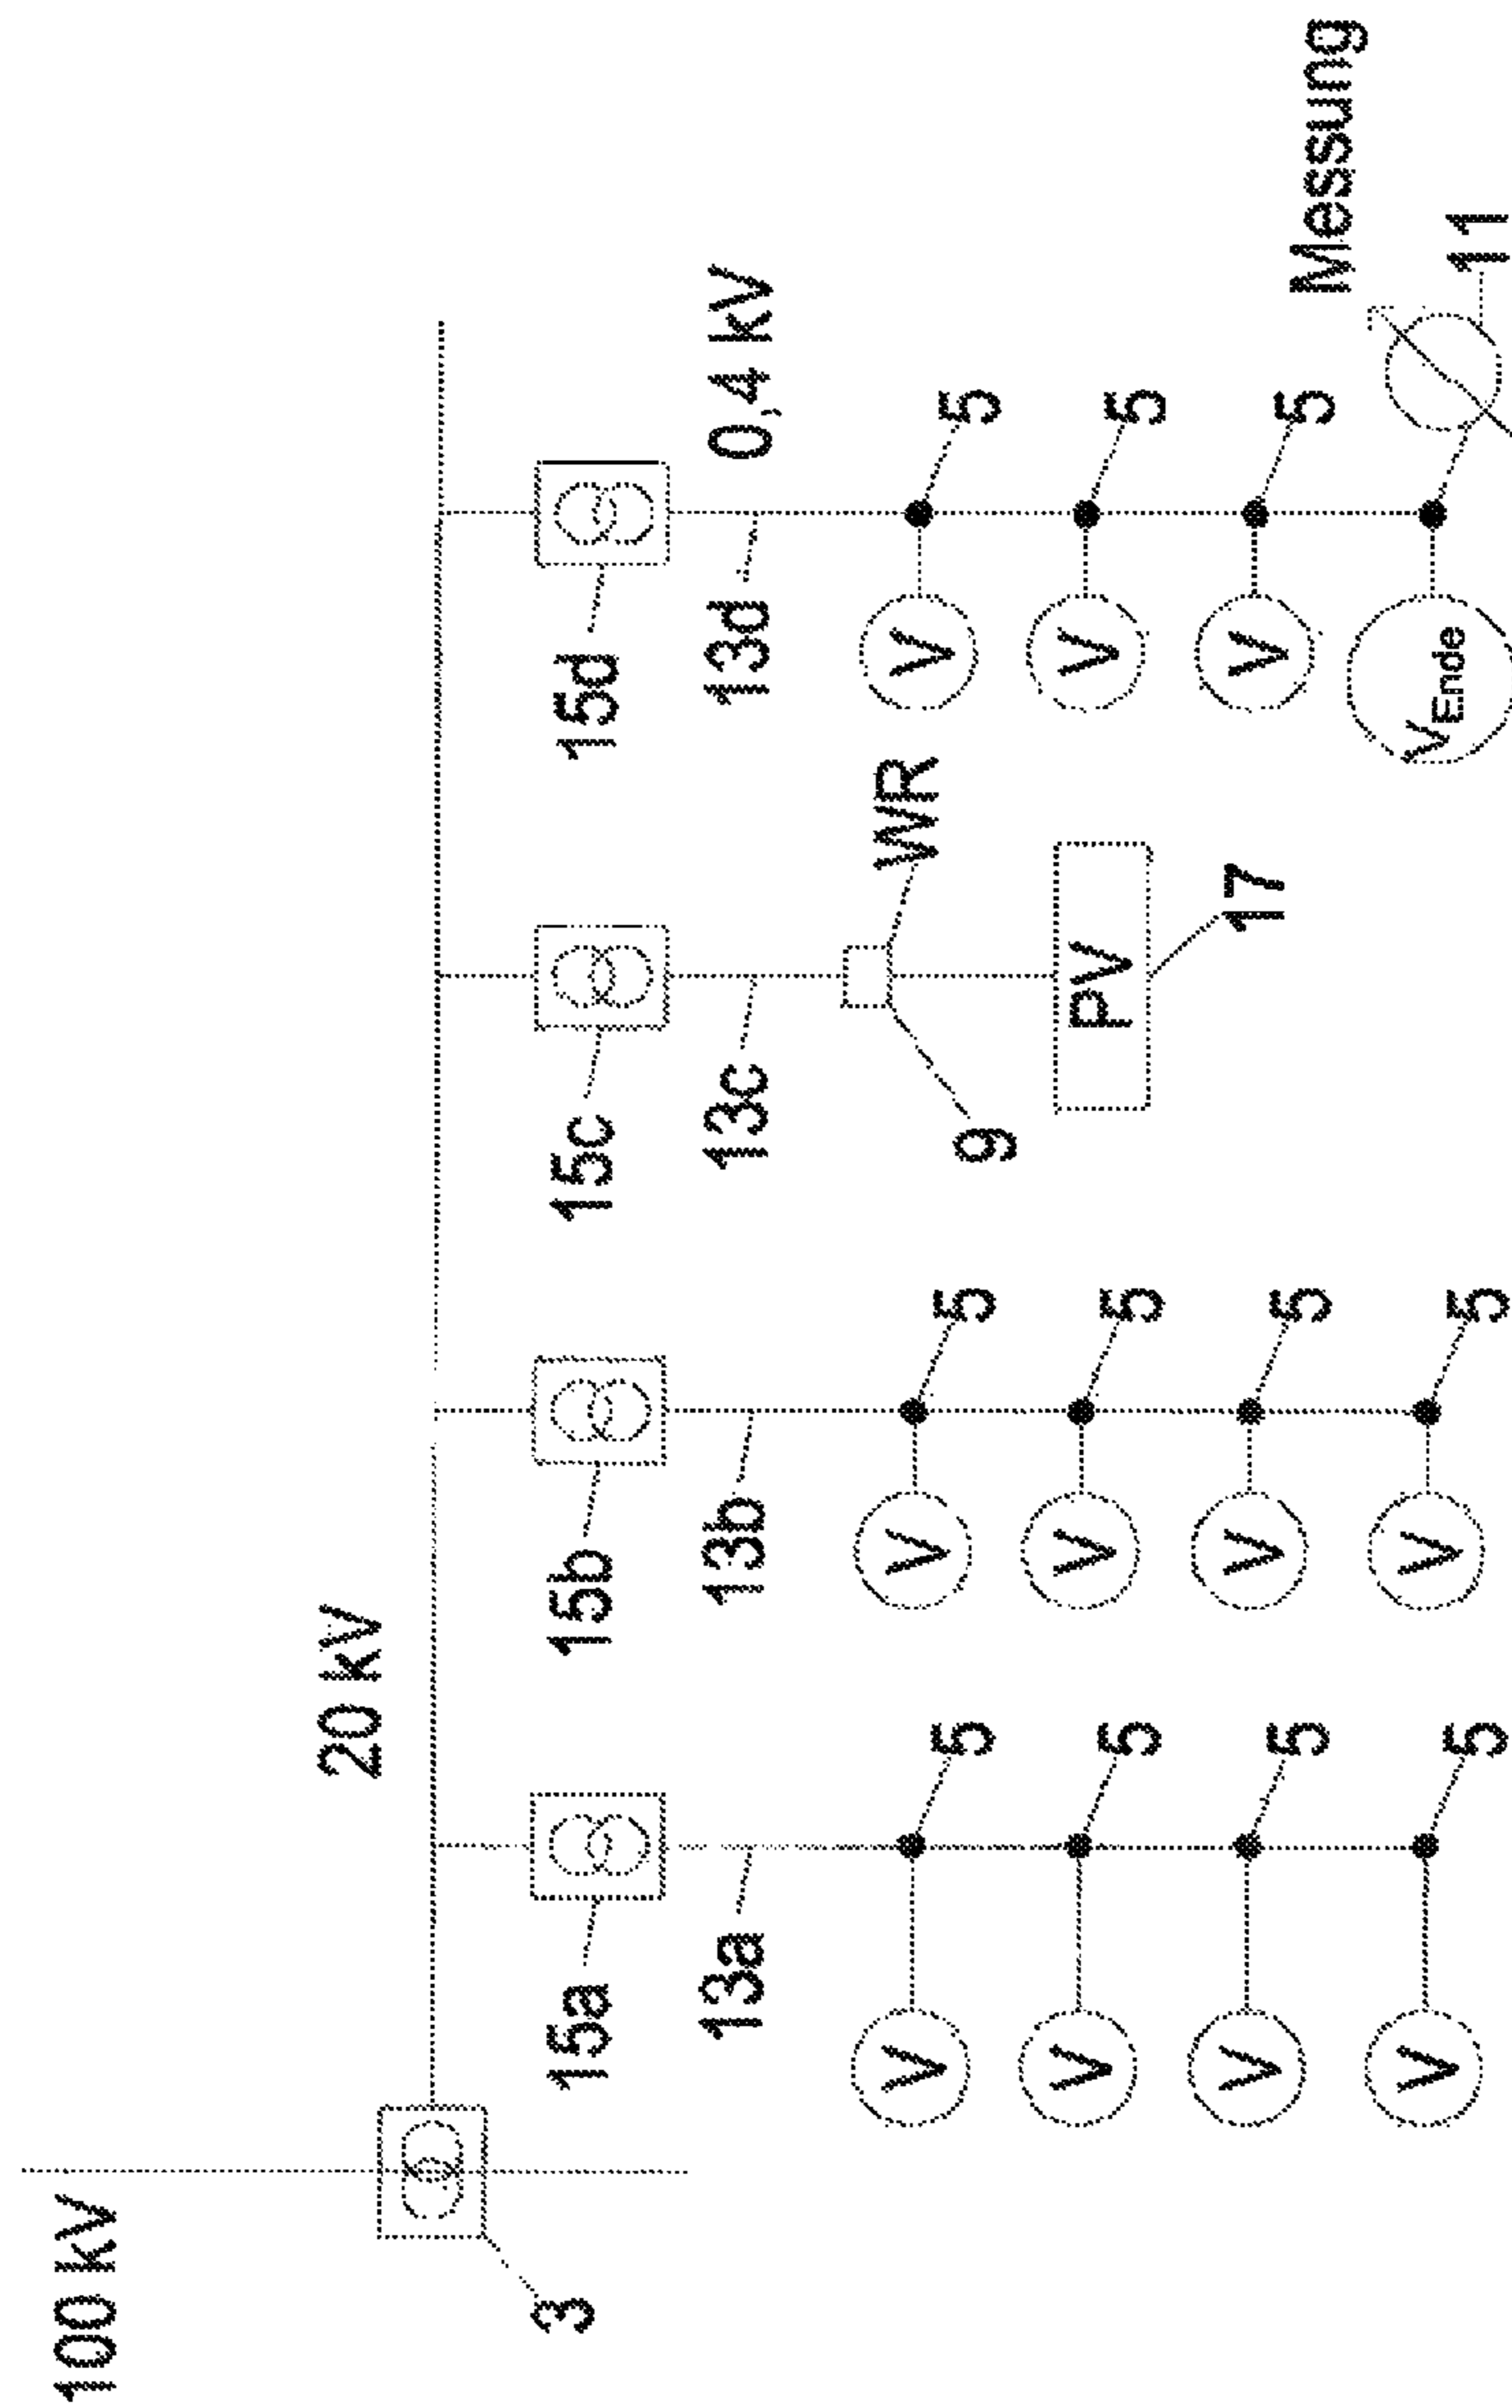 100 kV
20 kV
3 15a 15b 15c 15d
13a 13b 13c 13d 0,4 kV
V 5 V 5 WR V 5
9
V 5 V 5 PV V 5
V 5 V 5 17 V 5
Messung
V 5 V 5 VEnde 11